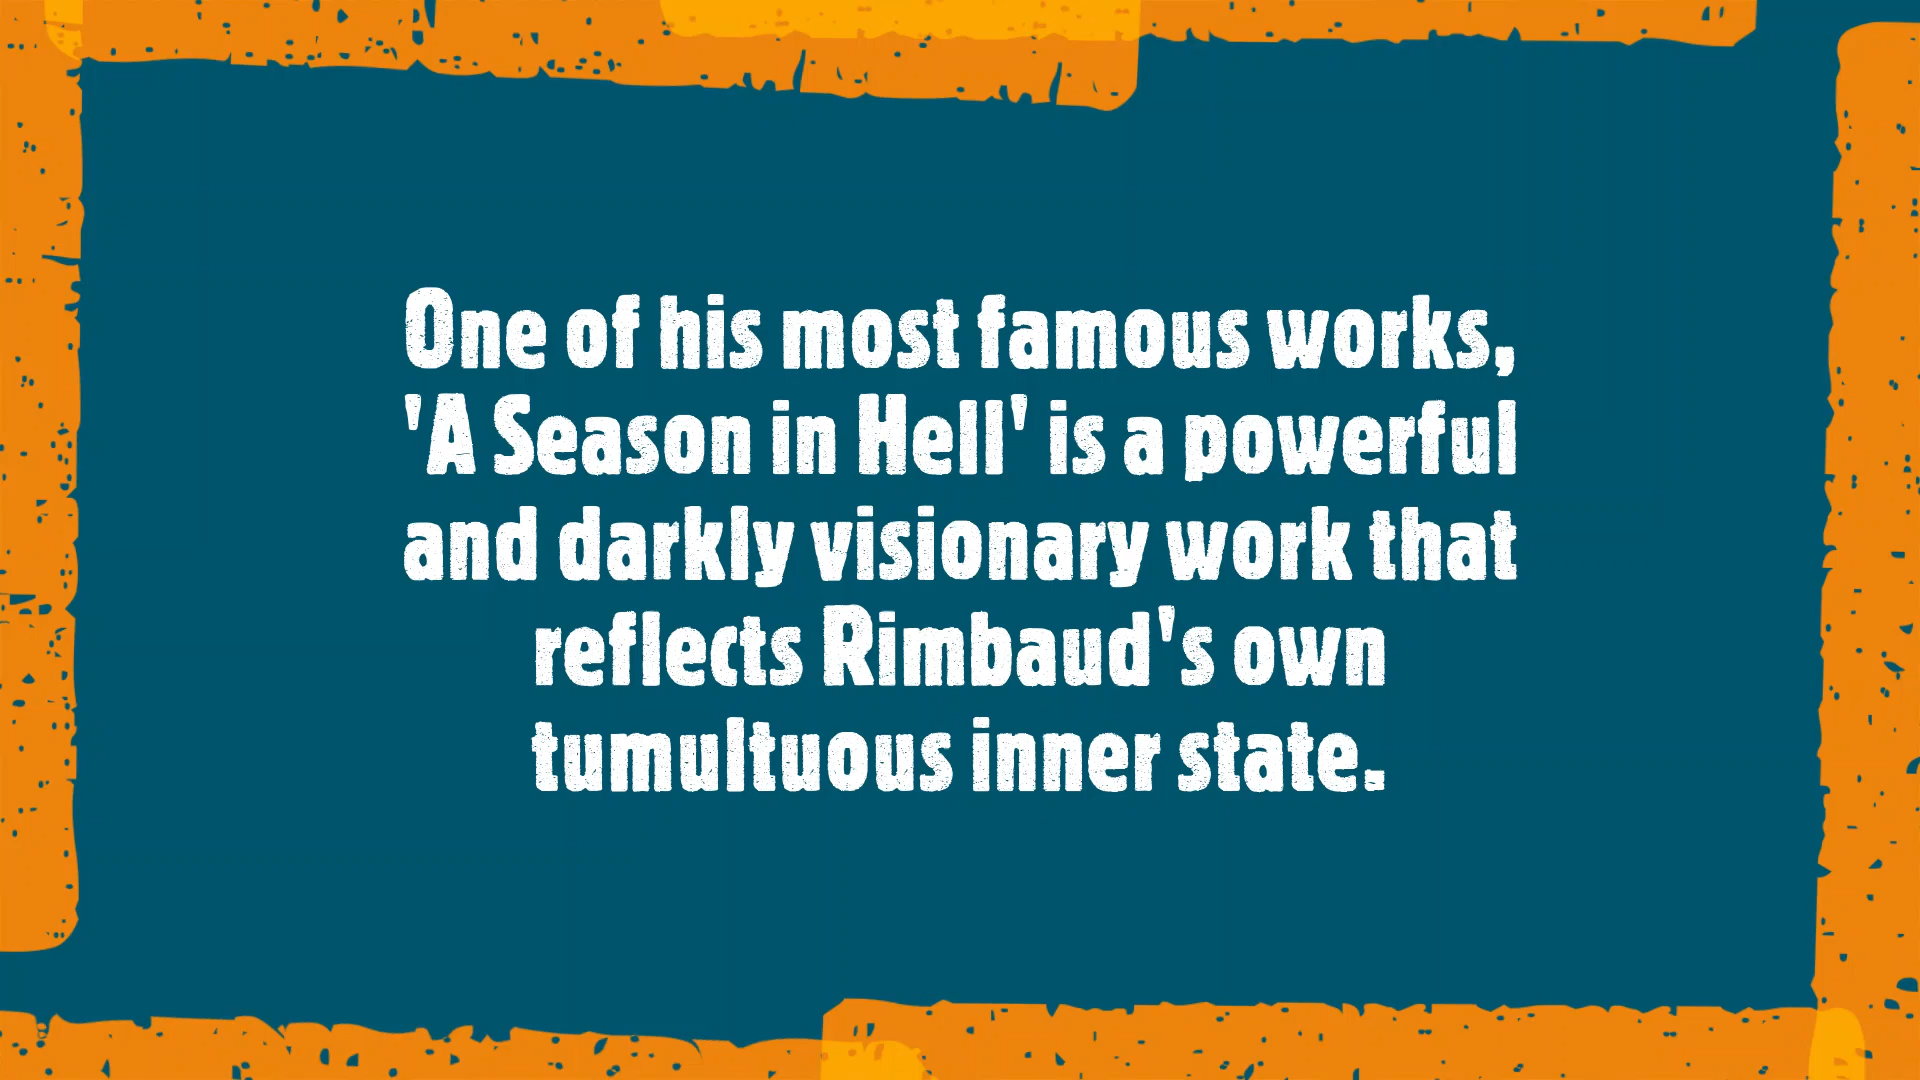 One of his most famous works,
'A Season in Hell' is a powerful
and darkly visionary work that
reflects Rimbaud's own
tumultuous inner state.